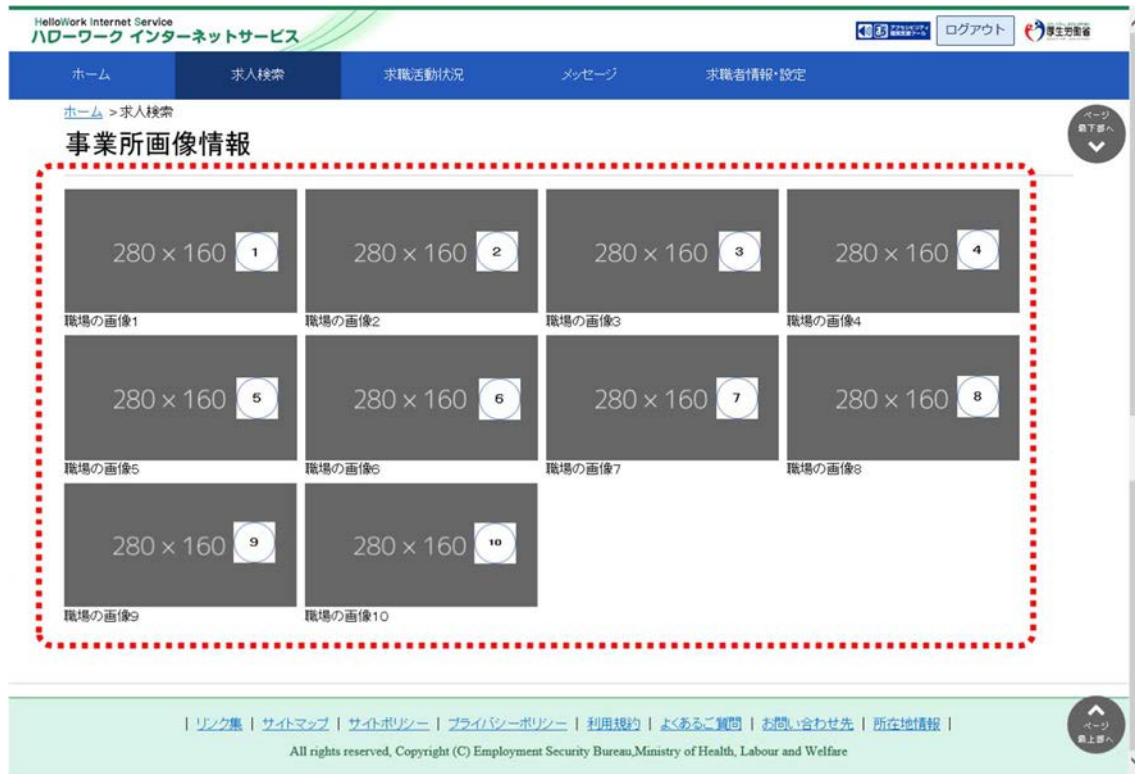 HelloWork Internet Service
ハローワーク インターネットサービス
ログアウト
厚生労働省
ホーム 求人検索 求職活動状況 メッセージ 求職者情報・設定
ホーム >求人検索
事業所画像情報
ページ
最下部へ
280 × 160 1
280 × 160 2
280 × 160 3
280 × 160 4
職場の画像1
職場の画像2
職場の画像3
職場の画像4
280 × 160 5
280 × 160 6
280 × 160 7
280 × 160 8
職場の画像5
職場の画像6
職場の画像7
職場の画像8
280 × 160 9
280 × 160 10
職場の画像9
職場の画像10
| リンク集 | サイトマップ | サイトポリシー | プライバシーポリシー | 利用規約 | よくあるご質問 | お問い合わせ先 | 所在地情報 |
All rights reserved, Copyright (C) Employment Security Bureau,Ministry of Health, Labour and Welfare
ページ
最上部へ